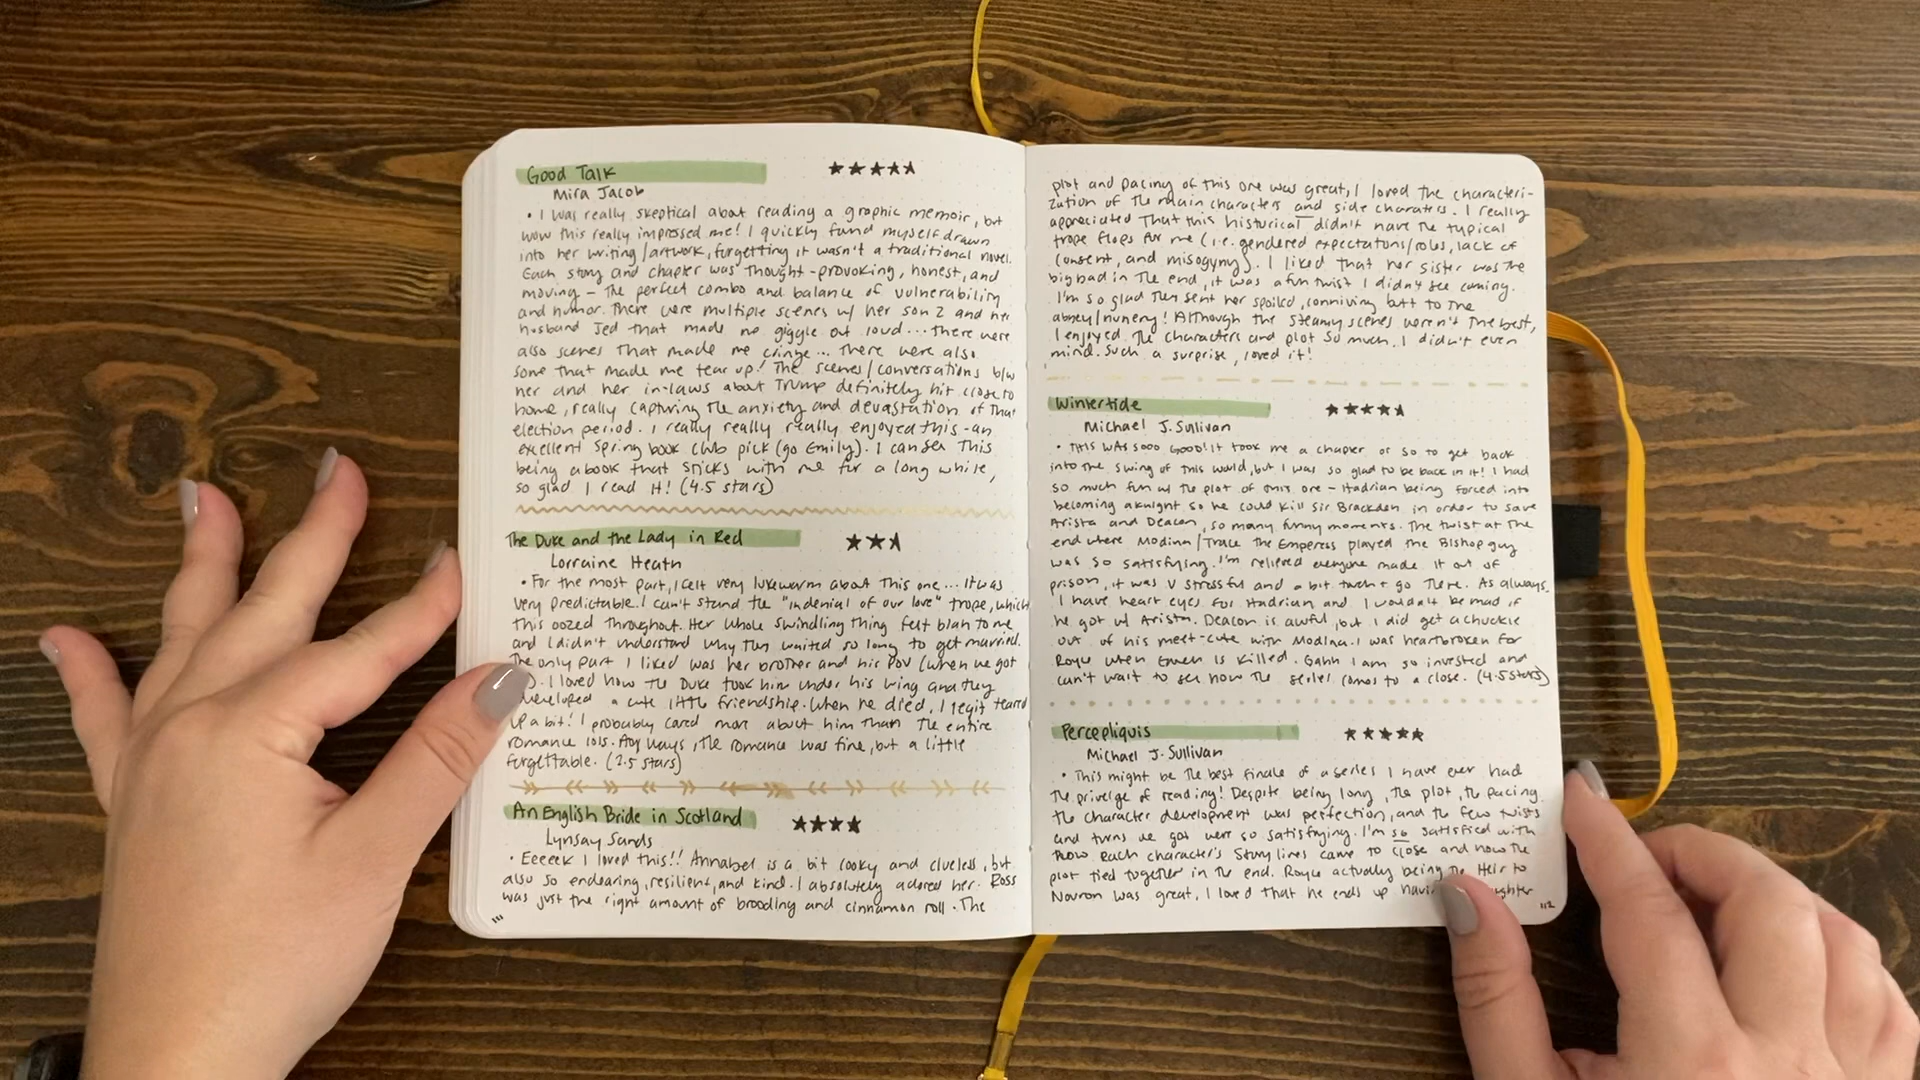 Good Talk
Mira Jacob
• I was really skeptical about reading a graphic memoir, but
wow this really impressed me! I quickly fund myself drawn
into her writing/artwork, forgetting it wasn't a traditional novel.
Each story and chapter was thought-provoking, honest, and
moving – the perfect combo and balance of vulnerability
and humor. There were multiple scenes w/ her son Z and her
husband Jed that made me giggle out loud... there were
also scenes that made me cringe... there were also
some that made me tear up! The scenes/conversations b/w
her and her in-laws about Trump definitely hit close to
home, really capturing the anxiety and devastation of that
election period. I really really really enjoyed this - an
excellent Spring book club pick (go Emily). I can see this
being a book that sticks with me for a long while,
so glad I read it! (4.5 stars)
The Duke and the Lady in Red
Lorraine Heath
• For the most part, I felt very lukewarm about this one... It was
very predictable. I can't stand the "in denial of our love" trope, which
this oozed throughout. Her whole swindling thing felt blah to me
and I didn't understand why they waited so long to get married.
The only part I liked was her brother and his POV (when we got
). I loved how the Duke took him under his wing and they
developed a cute little friendship. When he died, I legit teared
up a bit! I probably cared more about him than the entire
romance lols. Anyways, the romance was fine, but a little
forgettable. (2.5 stars)
An English Bride in Scotland
Lynsay Sands
• Eeeeek I loved this!! Annabel is a bit kooky and clueless, but
also so endearing, resilient, and kind. I absolutely adored her. Ross
was just the right amount of brooding and cinnamon roll. The
111
plot and pacing of this one was great, I loved the characteri-
zation of the main characters and side charaters. I really
appreciated that this historical didn't have the typical
trope flops for me (i.e. gendered expectations/roles, lack of
consent, and misogyny). I liked that her sister was the
big bad in the end, it was a fun twist I didn't see coming.
I'm so glad they sent her spoiled, conniving butt to the
abbey/nunery! Although the steamy scenes weren't the best,
I enjoyed the characters and plot so much, I didn't even
mind. Such a surprise, loved it!
Wintertide
Michael J. Sullivan
• THIS WAS SOOO GOOD! It took me a chapter or so to get back
into the swing of this world, but I was so glad to be back in it! I had
so much fun w/ the plot of this one – Hadrian being forced into
becoming a knight so he could kill Sir Breckden in order to save
Arista and Deacon, so many funny moments. The twist at the
end where Modina/Trace the Emperess played the Bishop guy
was so satisfying. I'm relieved everyone made it out of
prison, it was v stressful and a bit touch + go there. As always,
I have heart eyes for Hadrian and I wouldn't be mad if
he got w/ Arista. Deacon is awful, but I did get a chuckle
out of his meet-cute with Modina. I was heartbroken for
Royce when Gwen is killed. Gahh I am so invested and
can't wait to see how the series comes to a close. (4.5 stars)
Percepliquis
Michael J. Sullivan
• This might be the best finale of a series I have ever had
the privelge of reading! Despite being long, the plot, the pacing,
the character development was perfection, and the few twists
and turns we got were so satisfying. I'm so satisfied with
how each character's story lines came to close and how the
plot tied together in the end. Royce actually being the Heir to
Novron was great, I loved that he ends up
112